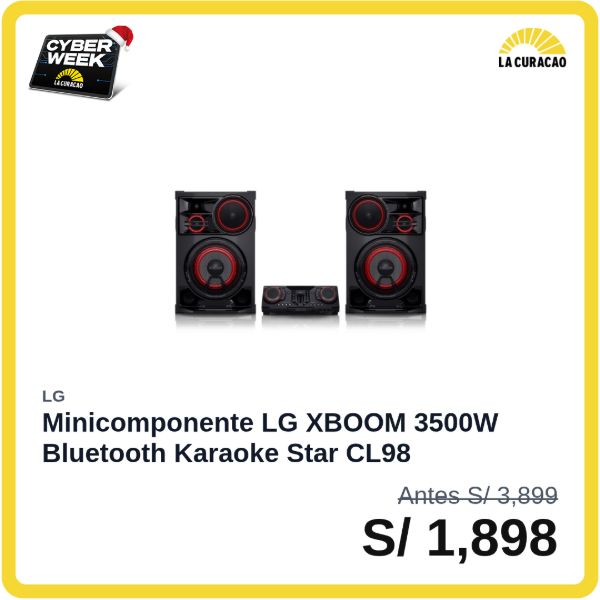 CYBER
WEEK
LA CURACAO
LA CURACAO
LG
Minicomponente LG XBOOM 3500W
Bluetooth Karaoke Star CL98
Antes S/ 3,899
S/ 1,898